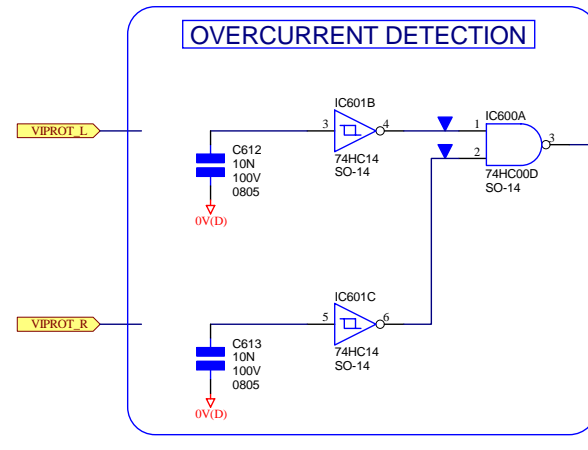 OVERCURRENT DETECTION
IC601B
VIPROT_L
3
4
1
IC600A
3
2
C612
10N
100V
0805
74HC14
SO-14
74HC00D
SO-14
0V(D)
IC601C
VIPROT_R
5
6
C613
10N
100V
0805
74HC14
SO-14
0V(D)